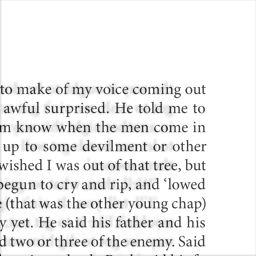 to make of my voice coming out
awful surprised. He told me to
m know when the men come in
up to some devilment or other
wished I was out of that tree, but
begun to cry and rip, and ‘lowed
(that was the other young chap)
y yet. He said his father and his
d two or three of the enemy. Said